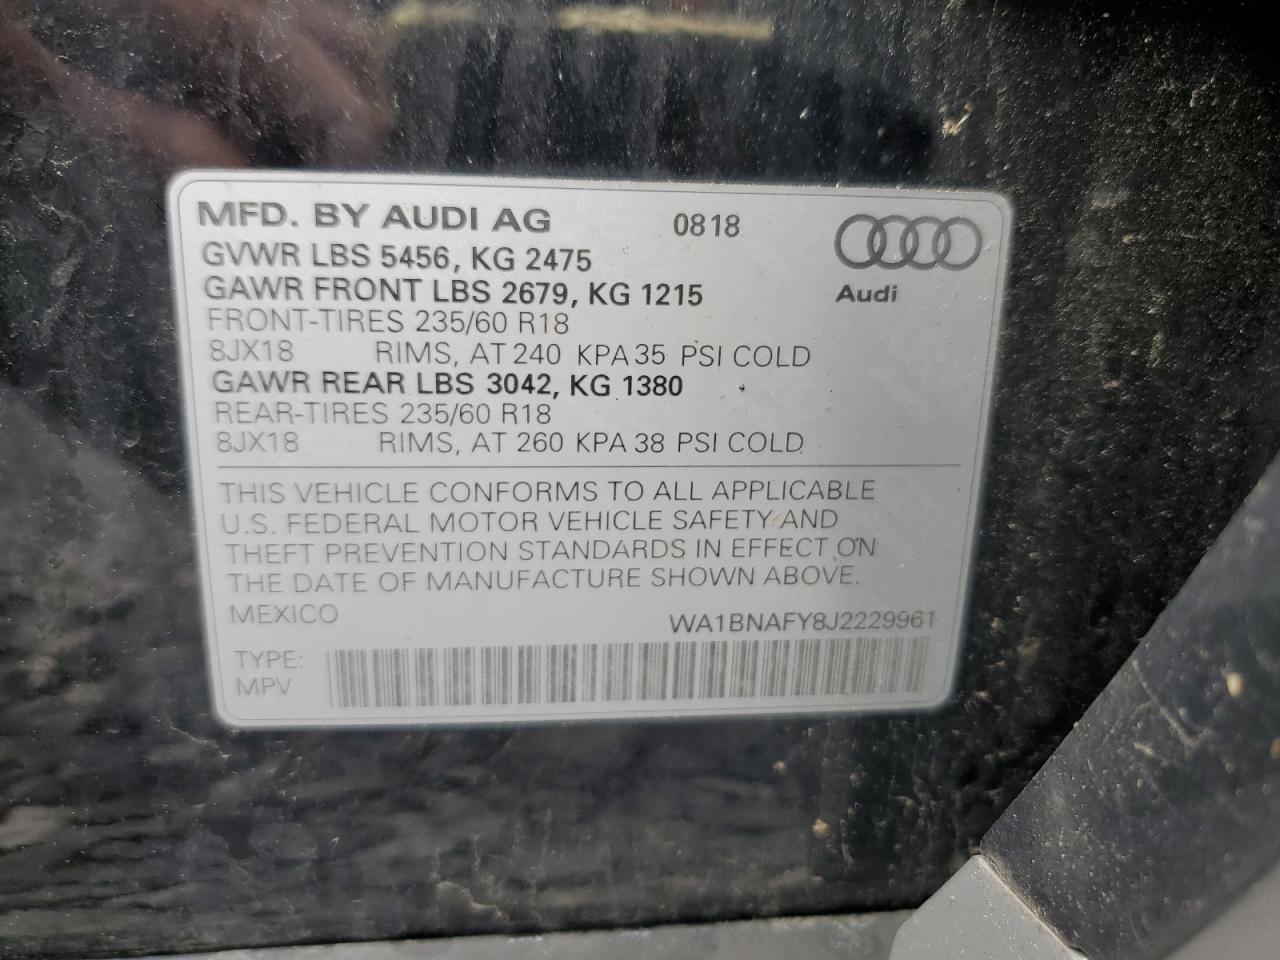 MFD. BY AUDI AG 0818
GVWR LBS 5456, KG 2475
GAWR FRONT LBS 2679, KG 1215
Audi
FRONT-TIRES 235/60 R18
8JX18 RIMS, AT 240 KPA 35 PSI COLD
GAWR REAR LBS 3042, KG 1380
REAR-TIRES 235/60 R18
8JX18 RIMS, AT 260 KPA 38 PSI COLD
THIS VEHICLE CONFORMS TO ALL APPLICABLE
U.S. FEDERAL MOTOR VEHICLE SAFETY AND
THEFT PREVENTION STANDARDS IN EFFECT ON
THE DATE OF MANUFACTURE SHOWN ABOVE.
MEXICO WA1BNAFY8J2229961
TYPE:
MPV